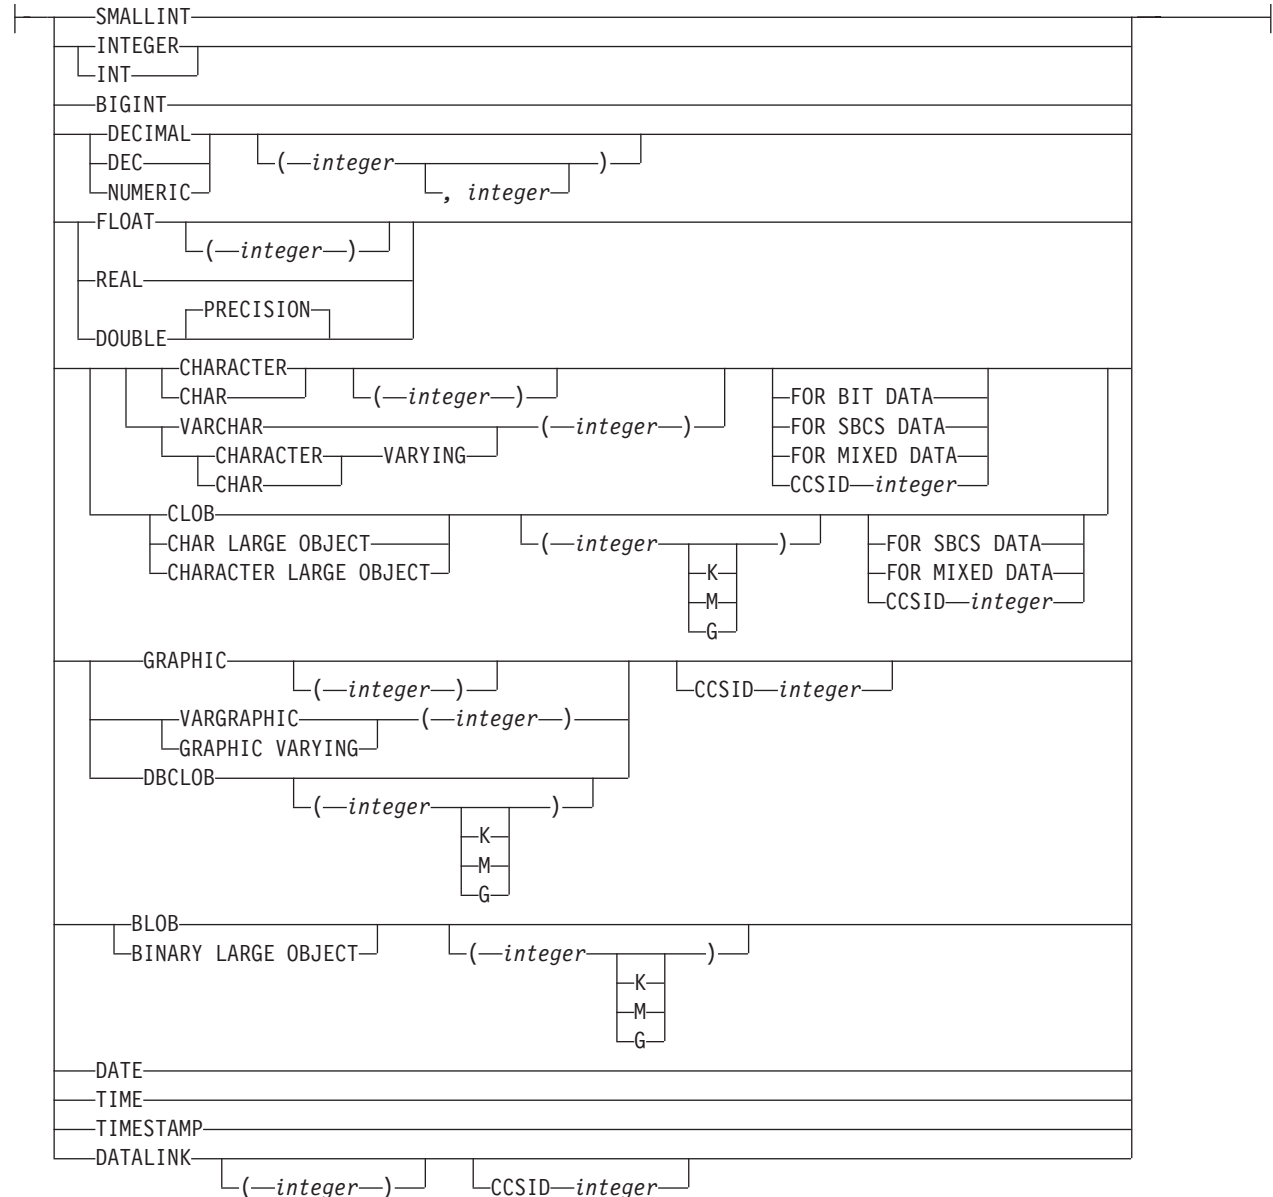 SMALLINT
INTEGER
INT
BIGINT
DECIMAL
DEC ( integer )
NUMERIC , integer
FLOAT
( integer )
REAL
PRECISION
DOUBLE
CHARACTER
CHAR ( integer ) FOR BIT DATA
VARCHAR ( integer ) FOR SBCS DATA
CHARACTER VARYING FOR MIXED DATA
CHAR CCSID integer
CLOB
CHAR LARGE OBJECT ( integer ) FOR SBCS DATA
CHARACTER LARGE OBJECT K FOR MIXED DATA
M CCSID integer
G
GRAPHIC
( integer ) CCSID integer
VARGRAPHIC ( integer )
GRAPHIC VARYING
DBCLOB
( integer )
K
M
G
BLOB
BINARY LARGE OBJECT ( integer )
K
M
G
DATE
TIME
TIMESTAMP
DATALINK
( integer ) CCSID integer